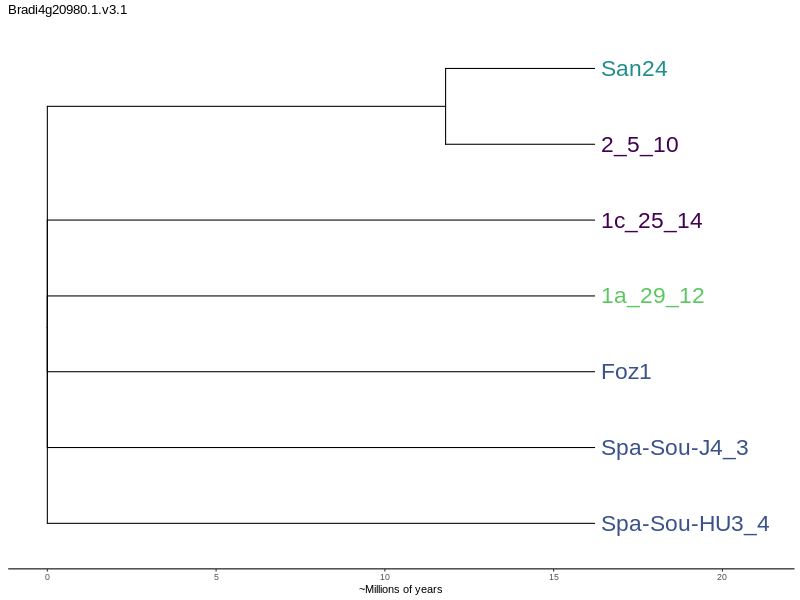 Bradi4g20980.1.v3.1
San24
2_5_10
1c_25_14
1a_29_12
Foz1
Spa-Sou-J4_3
Spa-Sou-HU3_4
0 5 10 15 20
~Millions of years